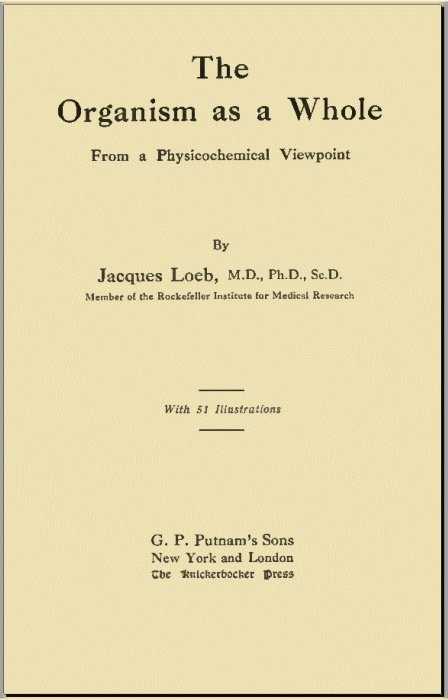 The
Organism as a Whole
From a Physicochemical Viewpoint
By
Jacques Loeb, M.D., Ph.D., Sc.D.
Member of the Rockefeller Institute for Medical Research
With 51 Illustrations
G. P. Putnam's Sons
New York and London
The Knickerbocker Press